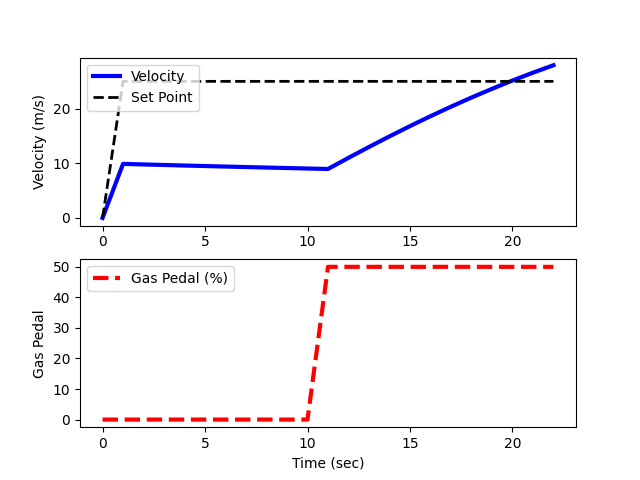 Velocity
Set Point
Velocity (m/s)
20
10
0
0 5 10 15 20
Gas Pedal (%)
Gas Pedal
50
40
30
20
10
0
0 5 10 15 20
Time (sec)